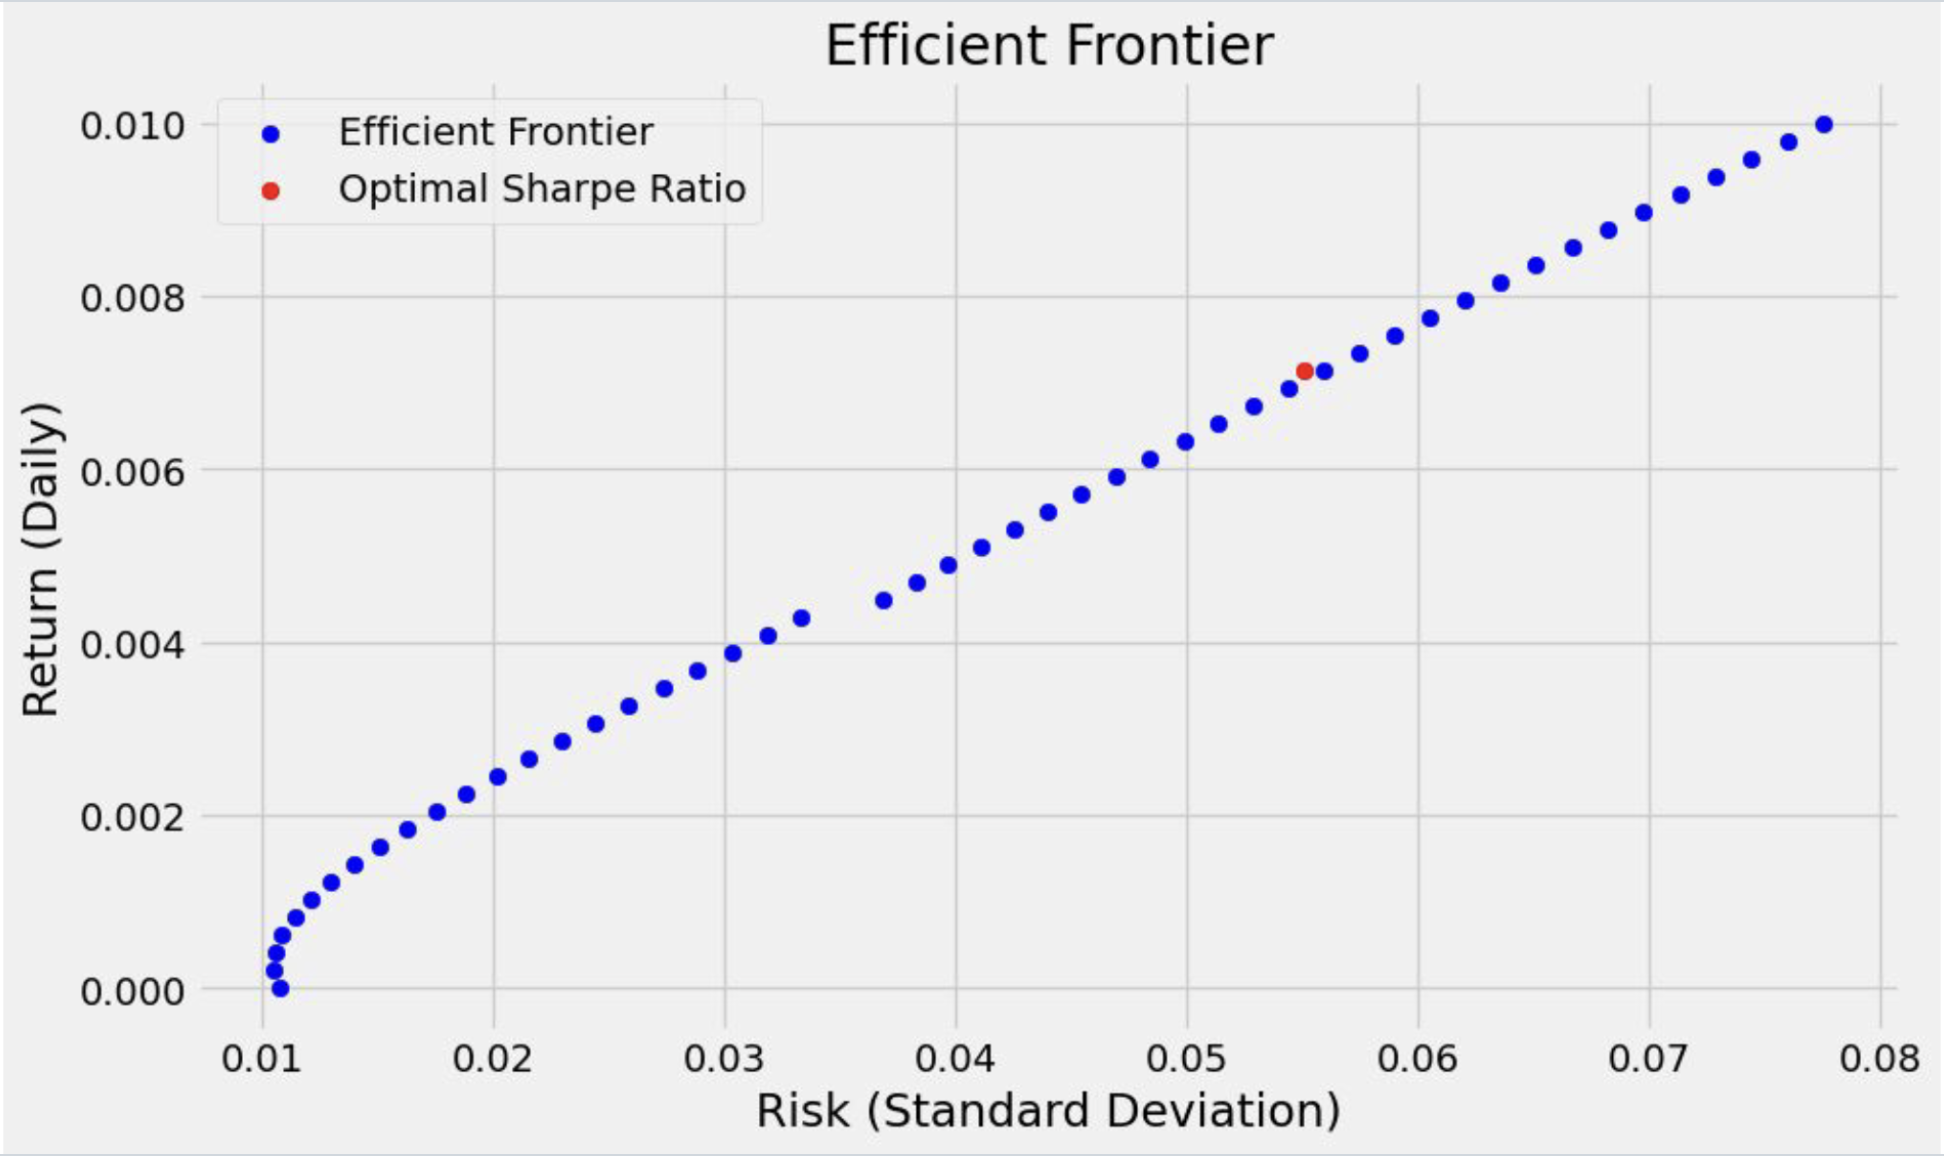 Efficient Frontier
Efficient Frontier
Optimal Sharpe Ratio
0.010
0.008
0.006
0.004
0.002
0.000
Return (Daily)
0.01 0.02 0.03 0.04 0.05 0.06 0.07 0.08
Risk (Standard Deviation)